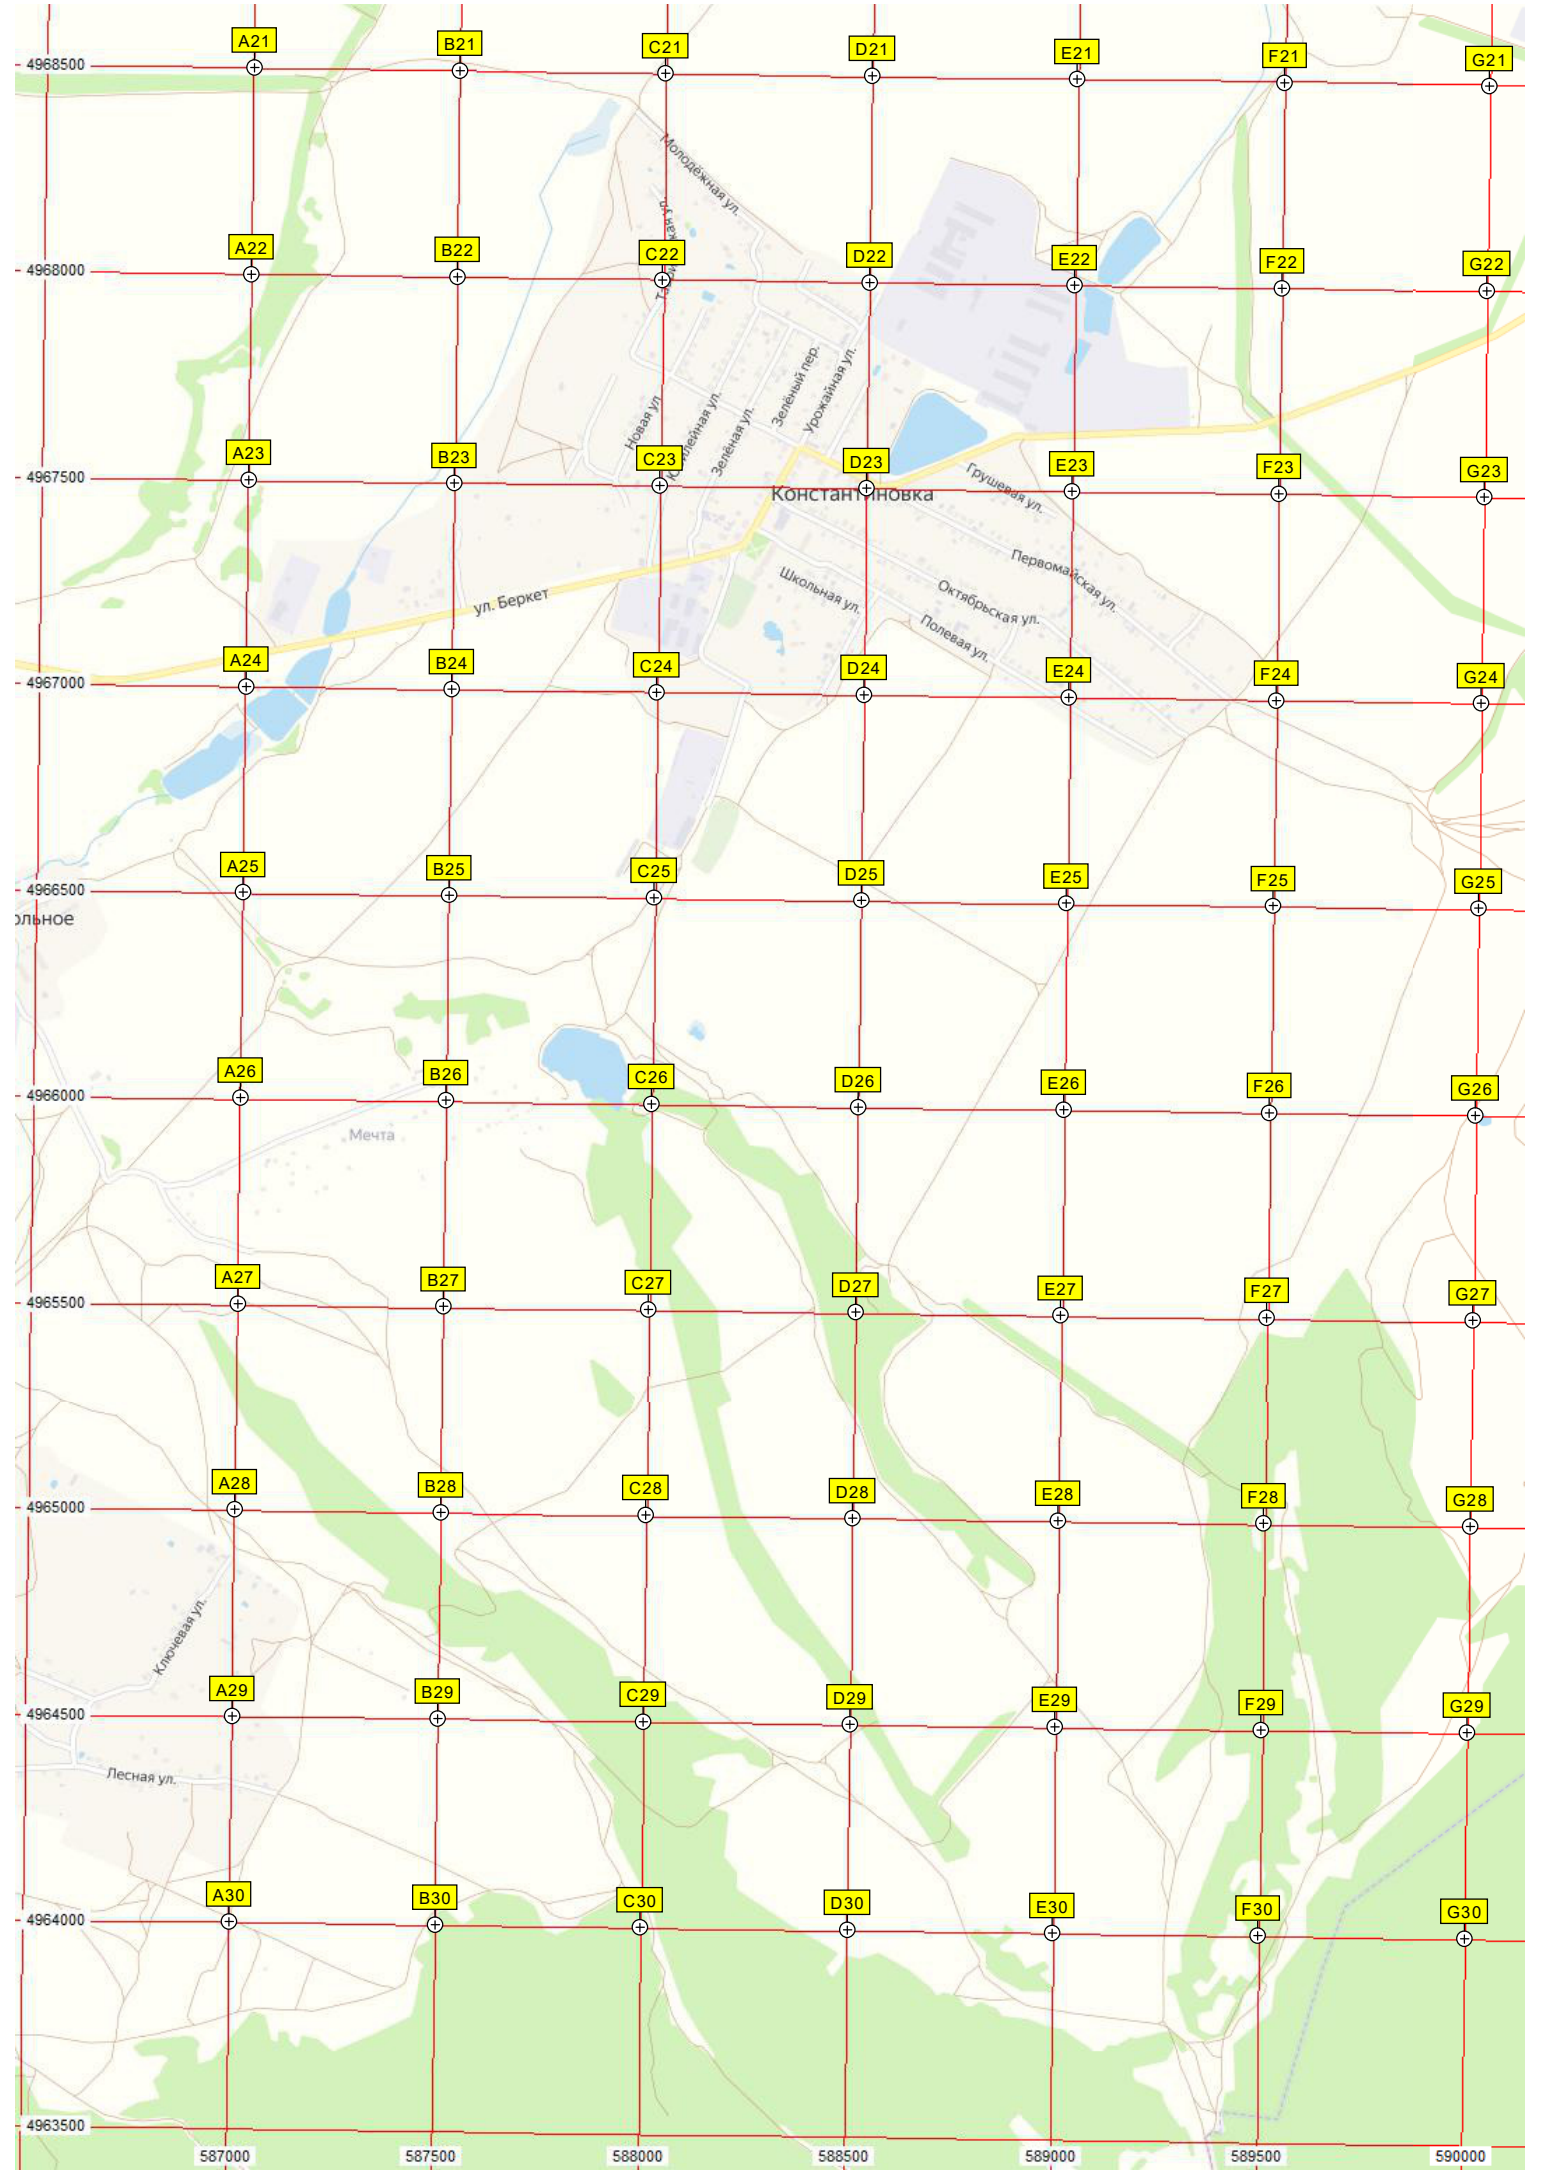 A21 B21 C21 D21 E21 F21 G21
4968500
Молодёжная ул.
A22 B22 C22 D22 E22 F22 G22
4968000
Зелёный пер.
Урожайная ул.
Новая ул.
Зелёная ул.
A23 B23 C23 D23 E23 F23 G23
4967500
Грушевая ул.
Константиновка
Первомайская ул.
Школьная ул.
Октябрьская ул.
ул. Беркет
Полевая ул.
A24 B24 C24 D24 E24 F24 G24
4967000
A25 B25 C25 D25 E25 F25 G25
4966500
ольное
A26 B26 C26 D26 E26 F26 G26
4966000
Мечта
A27 B27 C27 D27 E27 F27 G27
4965500
A28 B28 C28 D28 E28 F28 G28
4965000
Ключевая ул.
A29 B29 C29 D29 E29 F29 G29
4964500
Лесная ул.
A30 B30 C30 D30 E30 F30 G30
4964000
4963500
587000 587500 588000 588500 589000 589500 590000